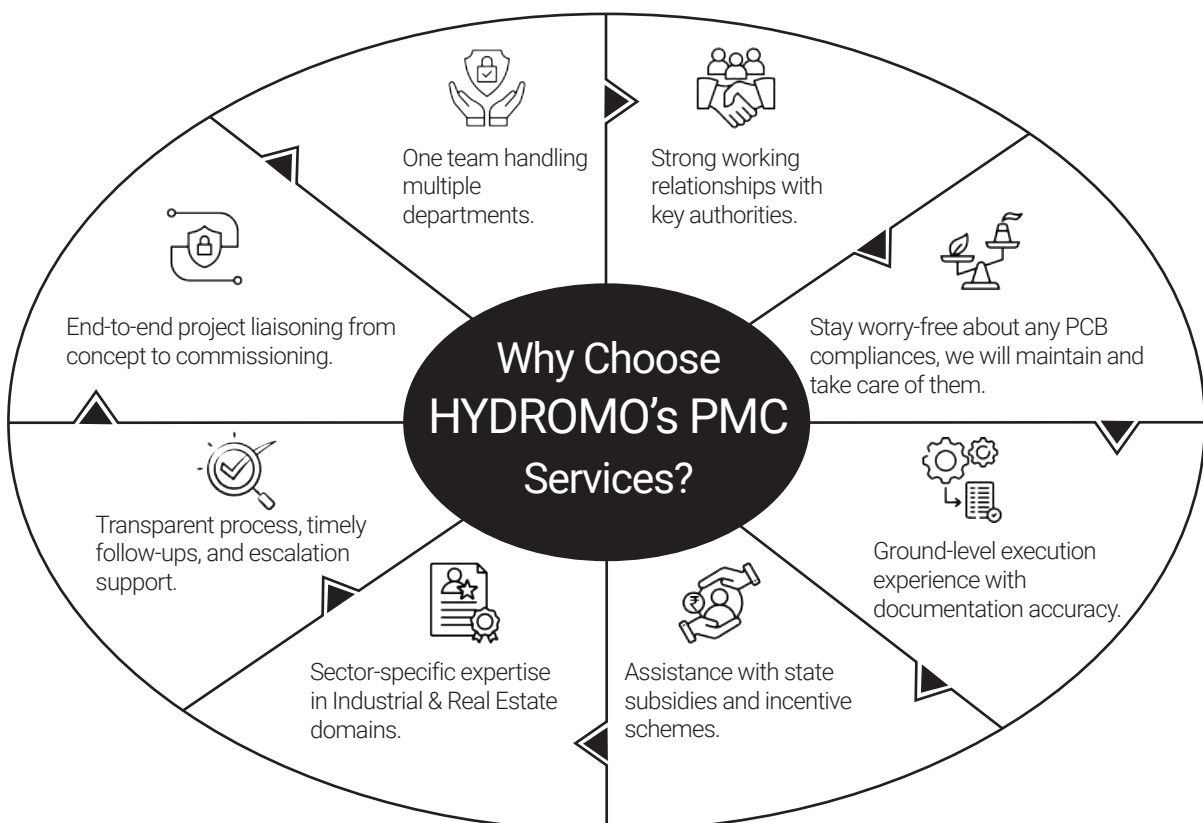 Why Choose
HYDROMO’s PMC
Services?
One team handling
multiple
departments.
Strong working
relationships with
key authorities.
Stay worry-free about any PCB
compliances, we will maintain and
take care of them.
Ground-level execution
experience with
documentation accuracy.
Assistance with state
subsidies and incentive
schemes.
Sector-specific expertise
in Industrial & Real Estate
domains.
Transparent process, timely
follow-ups, and escalation
support.
End-to-end project liaisoning from
concept to commissioning.
₹